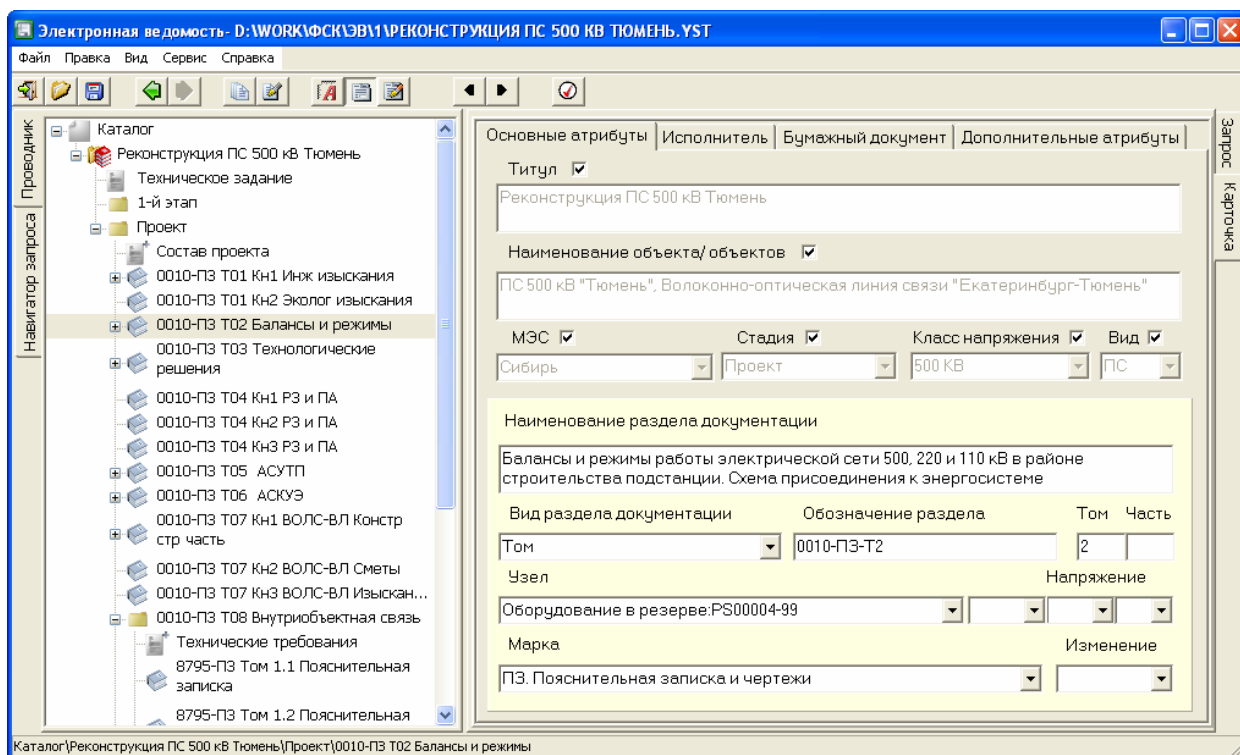 Электронная ведомость- D:\WORK\ФСК\ЭВ\1\РЕКОНСТРУКЦИЯ ПС 500 КВ ТЮМЕНЬ.YST
Файл Правка Вид Сервис Справка
Проводник
Навигатор запроса
Каталог
Реконструкция ПС 500 кВ Тюмень
Техническое задание
1-й этап
Проект
Состав проекта
0010-ПЗ Т01 Кн1 Инж изыскания
0010-ПЗ Т01 Кн2 Эколог изыскания
0010-ПЗ Т02 Балансы и режимы
0010-ПЗ Т03 Технологические
решения
0010-ПЗ Т04 Кн1 РЗ и ПА
0010-ПЗ Т04 Кн2 РЗ и ПА
0010-ПЗ Т04 Кн3 РЗ и ПА
0010-ПЗ Т05 АСУТП
0010-ПЗ Т06 АСКУЭ
0010-ПЗ Т07 Кн1 ВОЛС-ВЛ Констр
стр часть
0010-ПЗ Т07 Кн2 ВОЛС-ВЛ Сметы
0010-ПЗ Т07 Кн3 ВОЛС-ВЛ Изыскан...
0010-ПЗ Т08 Внутриобъектная связь
Технические требования
8795-ПЗ Том 1.1 Пояснительная
записка
8795-ПЗ Том 1.2 Пояснительная
Основные атрибуты Исполнитель Бумажный документ Дополнительные атрибуты
Титул
Реконструкция ПС 500 кВ Тюмень
Наименование объекта/ объектов
ПС 500 кВ "Тюмень", Волоконно-оптическая линия связи "Екатеринбург-Тюмень"
МЭС Стадия Класс напряжения Вид
Сибирь Проект 500 КВ ПС
Наименование раздела документации
Балансы и режимы работы электрической сети 500, 220 и 110 кВ в районе
строительства подстанции. Схема присоединения к энергосистеме
Вид раздела документации Обозначение раздела Том Часть
Том 0010-ПЗ-Т2 2
Узел Напряжение
Оборудование в резерве:PS00004-99
Марка Изменение
ПЗ. Пояснительная записка и чертежи
Запрос
Карточка
Каталог\Реконструкция ПС 500 кВ Тюмень\Проект\0010-ПЗ Т02 Балансы и режимы